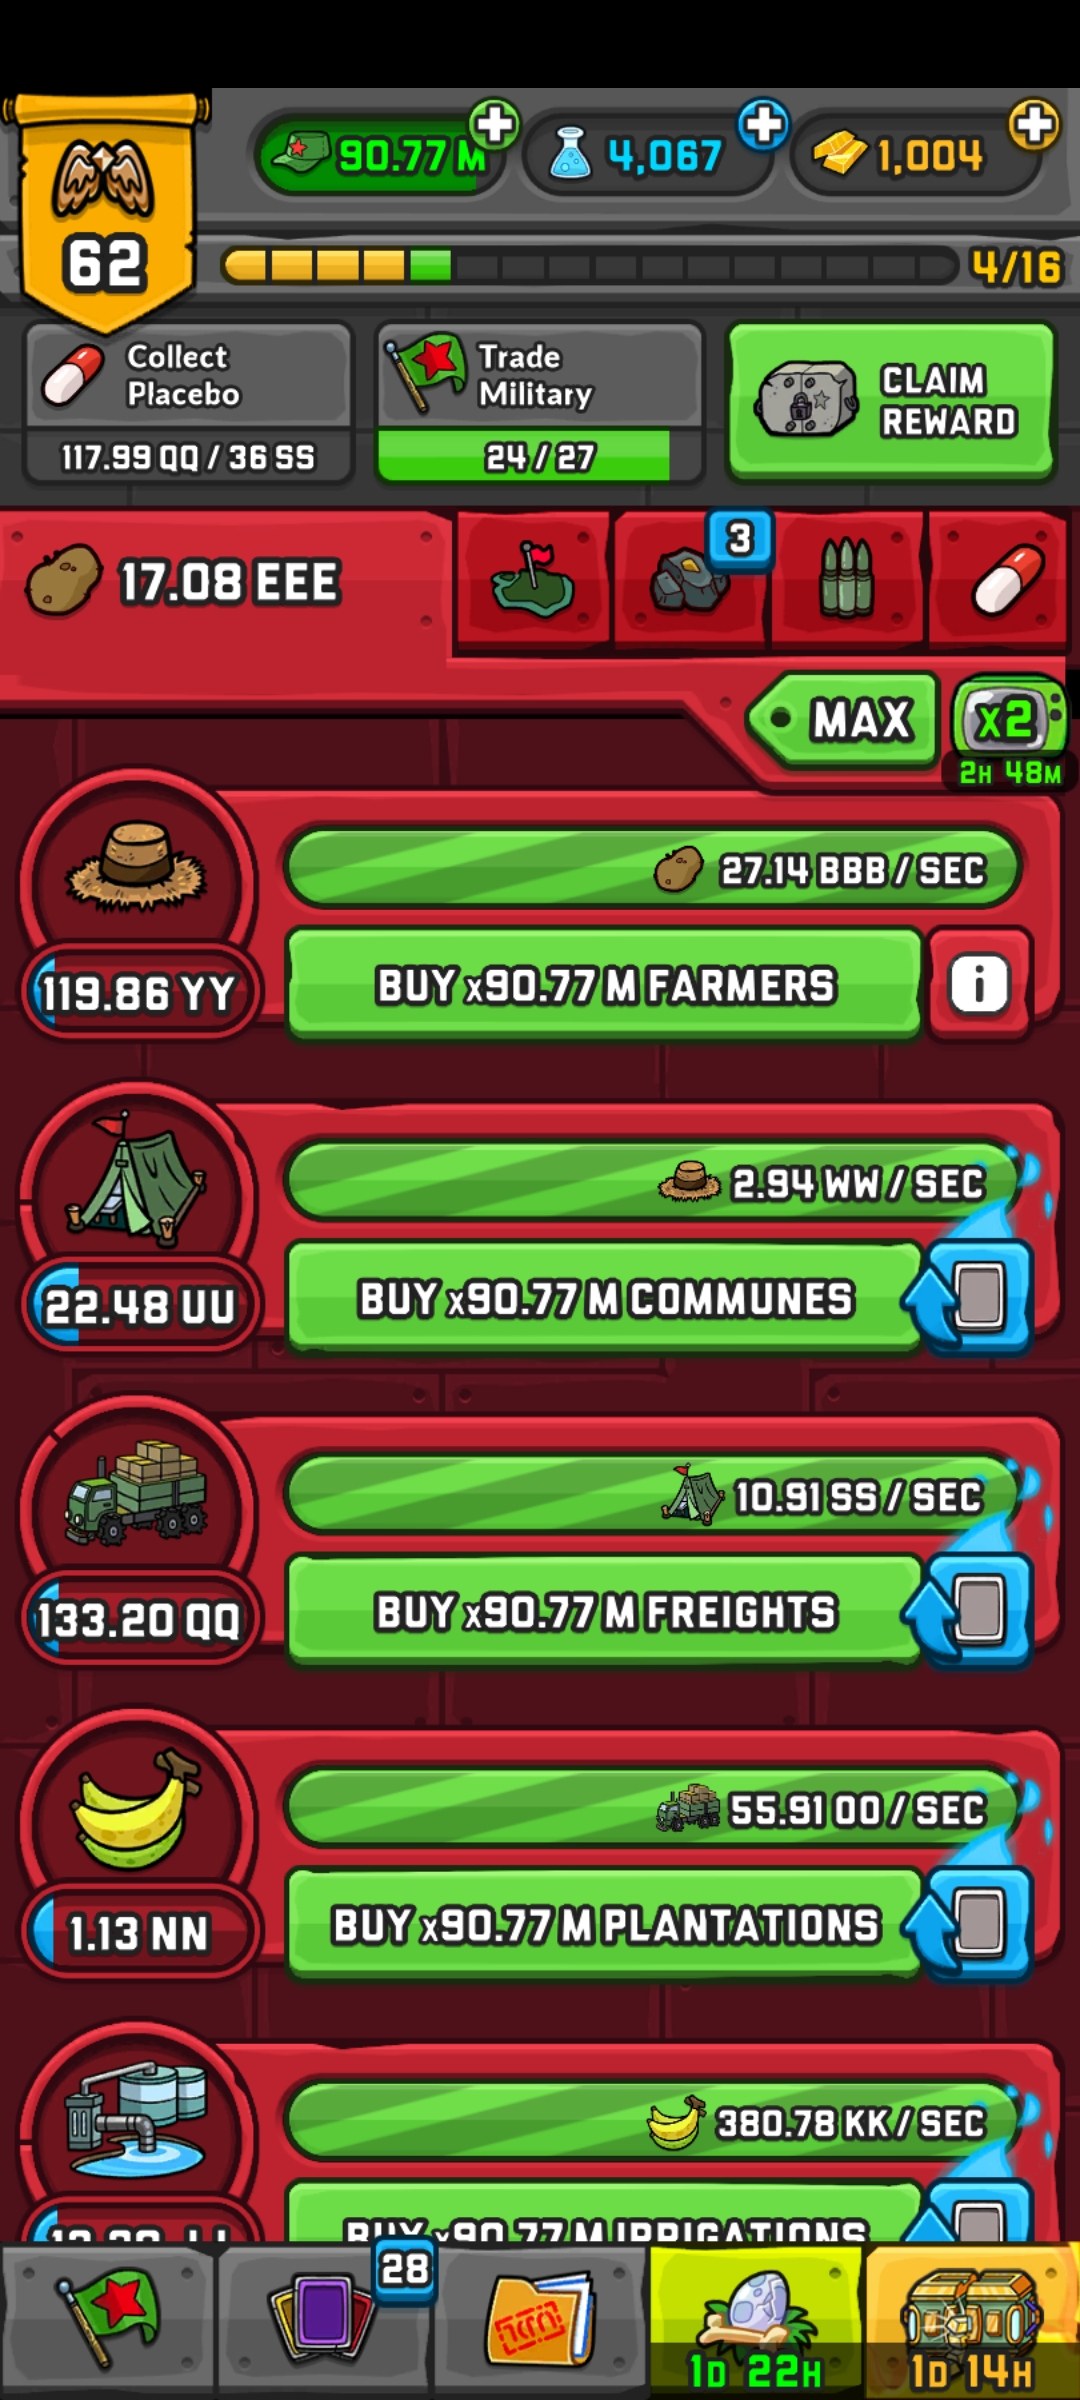 62
90.77 M
4,067
1,004
4/16
Collect
Placebo
117.99 QQ / 36 SS
Trade
Military
24 / 27
CLAIM
REWARD
17.08 EEE
3
MAX
x2
2H 48M
27.14 BBB / SEC
119.86 YY
BUY x90.77 M FARMERS
i
2.94 WW / SEC
22.48 UU
BUY x90.77 M COMMUNES
10.91 SS / SEC
133.20 QQ
BUY x90.77 M FREIGHTS
55.91 OO / SEC
1.13 NN
BUY x90.77 M PLANTATIONS
380.78 KK / SEC
BUY x90.77 M IRRIGATIONS
28
1D 22H
1D 14H